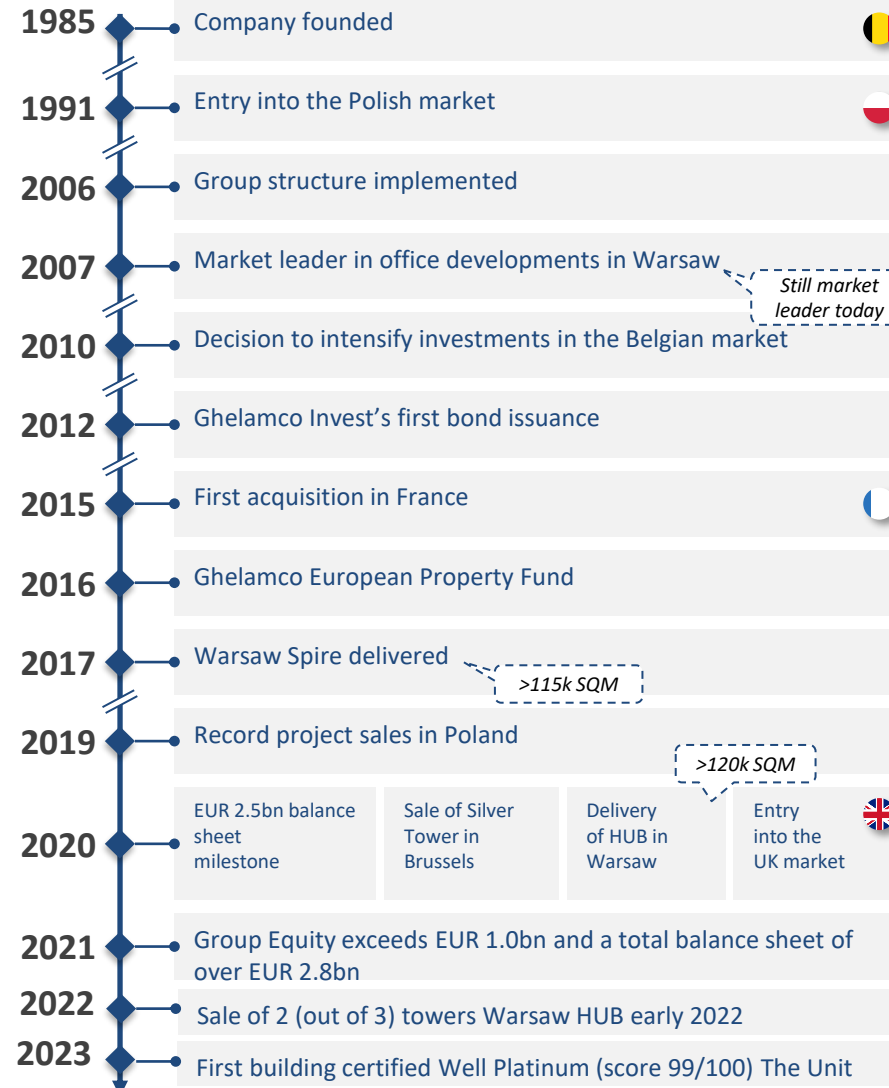 1985
Company founded
1991
Entry into the Polish market
2006
Group structure implemented
2007
Market leader in office developments in Warsaw
Still market
leader today
2010
Decision to intensify investments in the Belgian market
2012
Ghelamco Invest’s first bond issuance
2015
First acquisition in France
2016
Ghelamco European Property Fund
2017
Warsaw Spire delivered
>115k SQM
2019
Record project sales in Poland
>120k SQM
2020
EUR 2.5bn balance
sheet
milestone
Sale of Silver
Tower in
Brussels
Delivery
of HUB in
Warsaw
Entry
into the
UK market
2021
Group Equity exceeds EUR 1.0bn and a total balance sheet of
over EUR 2.8bn
2022
Sale of 2 (out of 3) towers Warsaw HUB early 2022
2023
First building certified Well Platinum (score 99/100) The Unit